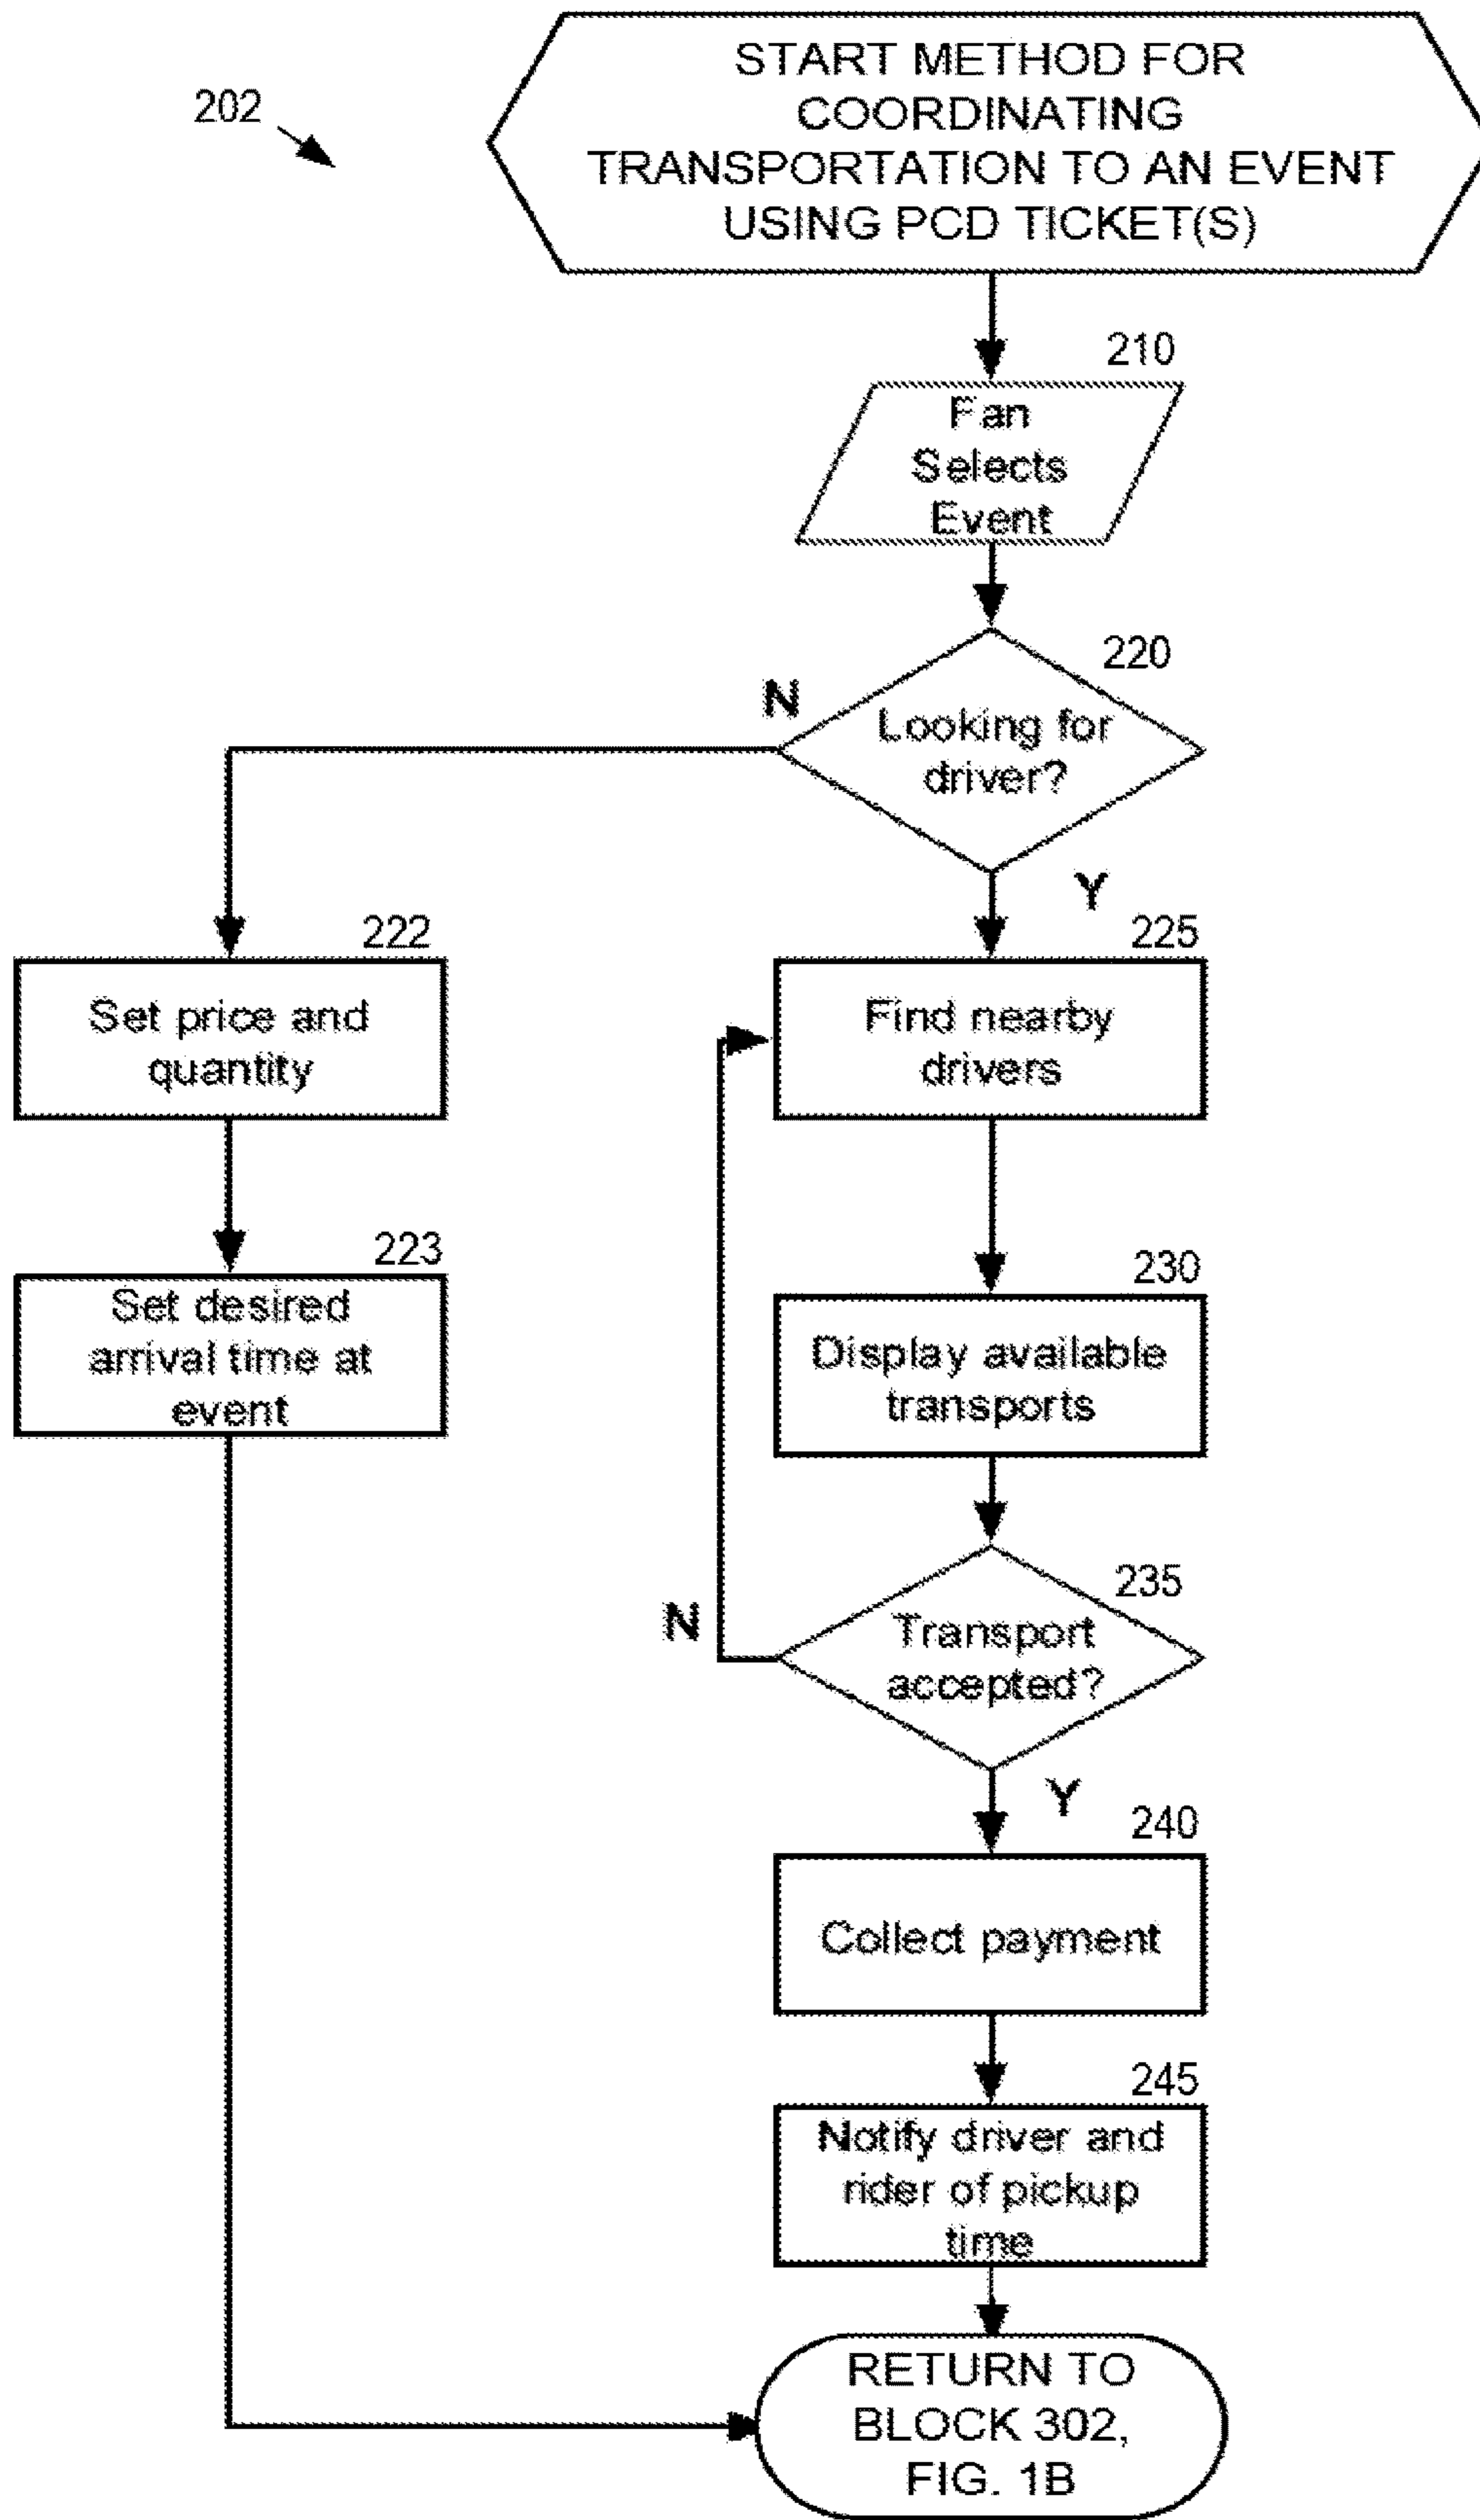 START METHOD FOR
COORDINATING
TRANSPORTATION TO AN EVENT
USING PCD TICKET(S)
202
210
Fan
Selects
Event
220
N
Looking for
driver?
Y
222
225
Set price and
quantity
Find nearby
drivers
223
230
Set desired
arrival time at
event
Display available
transports
235
N
Transport
accepted?
Y
240
Collect payment
245
Notify driver and
rider of pickup
time
RETURN TO
BLOCK 302,
FIG. 1B